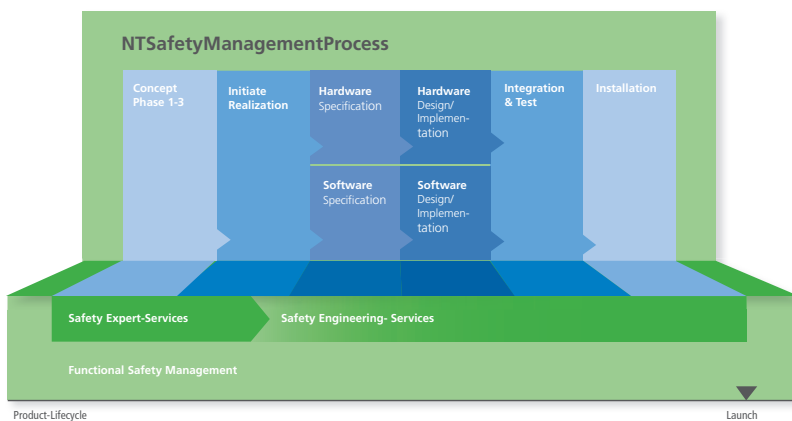 NTSafetyManagementProcess
Concept
Phase 1-3
Initiate
Realization
Hardware
Specification
Hardware
Design/
Implemen-
tation
Integration
& Test
Installation
Software
Specification
Software
Design/
Implemen-
tation
Safety Expert-Services
Safety Engineering- Services
Functional Safety Management
Product-Lifecycle
Launch